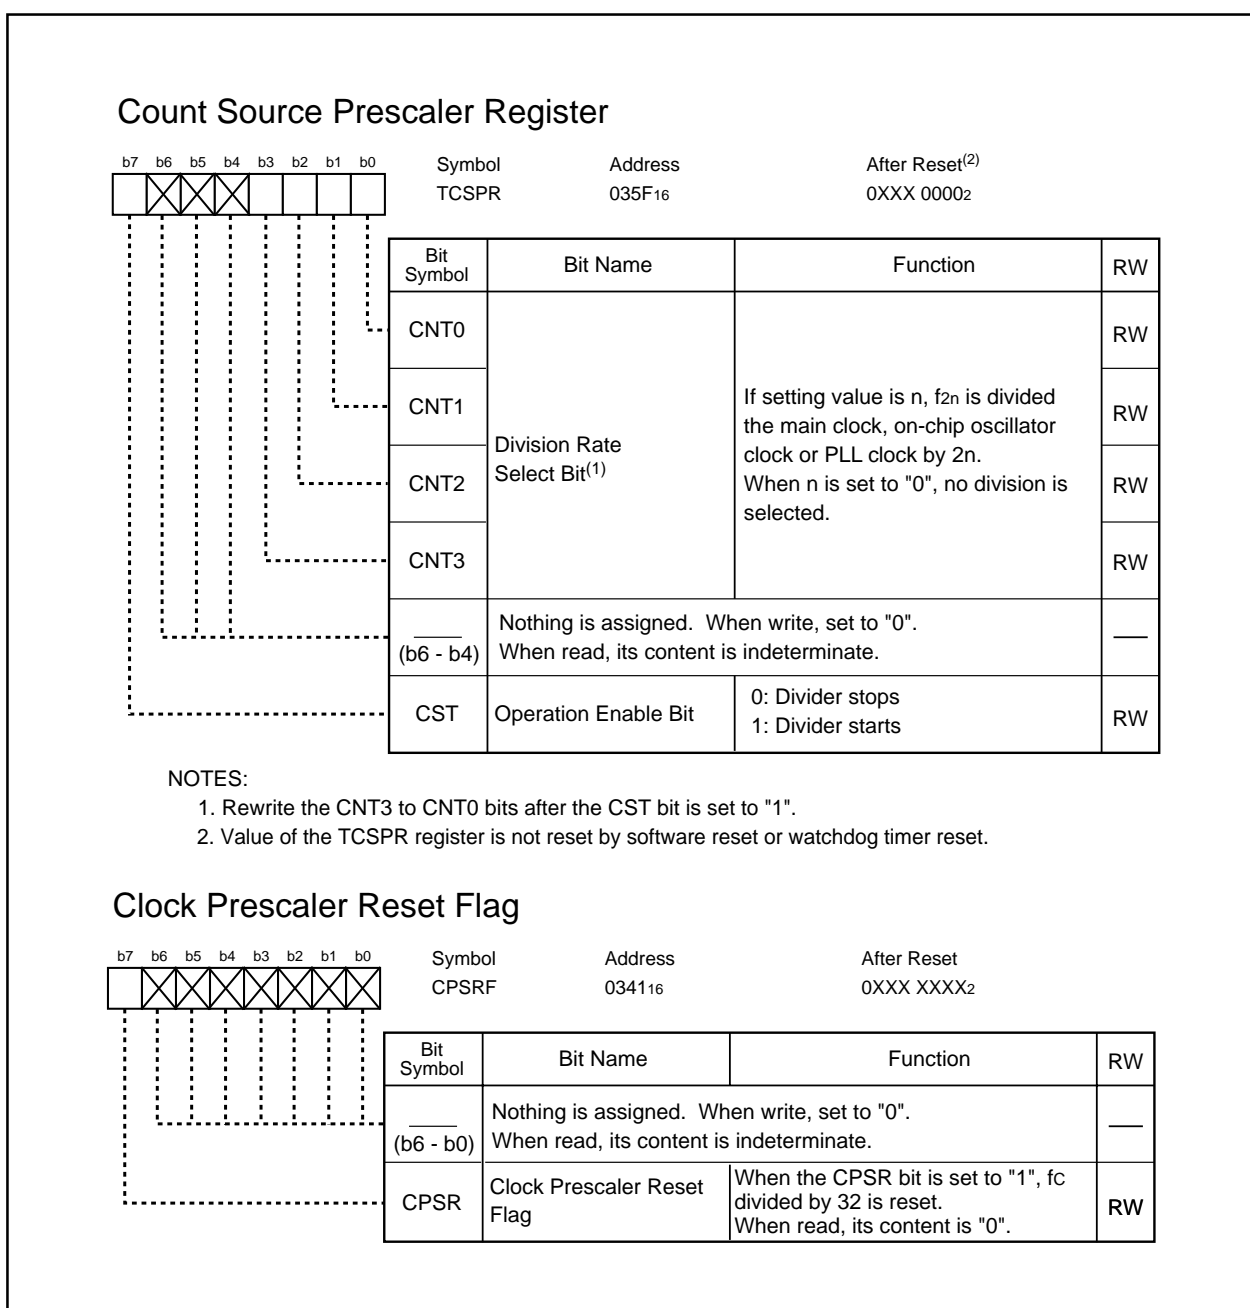 Count Source Prescaler Register
b7 b6 b5 b4 b3 b2 b1 b0
Symbol Address After Reset(2)
TCSPR 035F16 0XXX 00002
Bit Symbol Bit Name Function RW
CNT0 RW
CNT1 RW
CNT2 RW
CNT3 RW
Division Rate
Select Bit(1)
If setting value is n, f2n is divided
the main clock, on-chip oscillator
clock or PLL clock by 2n.
When n is set to "0", no division is
selected.
(b6 - b4)
Nothing is assigned. When write, set to "0".
When read, its content is indeterminate.
CST Operation Enable Bit
0: Divider stops
1: Divider starts
RW
NOTES:
1. Rewrite the CNT3 to CNT0 bits after the CST bit is set to "1".
2. Value of the TCSPR register is not reset by software reset or watchdog timer reset.
Clock Prescaler Reset Flag
b7 b6 b5 b4 b3 b2 b1 b0
Symbol Address After Reset
CPSRF 034116 0XXX XXXX2
Bit Symbol Bit Name Function RW
(b6 - b0)
Nothing is assigned. When write, set to "0".
When read, its content is indeterminate.
CPSR
Clock Prescaler Reset
Flag
When the CPSR bit is set to "1", fC
divided by 32 is reset.
When read, its content is "0".
RW